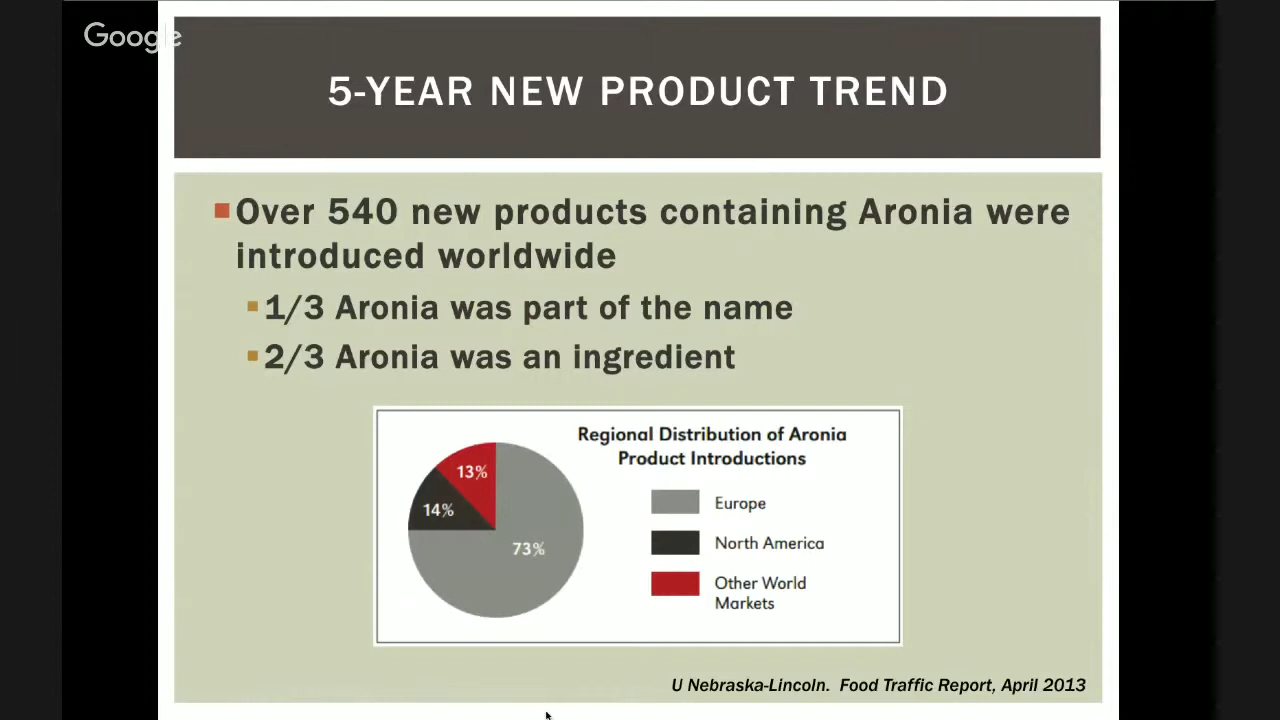 Google
5-YEAR NEW PRODUCT TREND
Over 540 new products containing Aronia were
introduced worldwide
1/3 Aronia was part of the name
2/3 Aronia was an ingredient
Regional Distribution of Aronia
Product Introductions
13%
14%
73%
Europe
North America
Other World
Markets
U Nebraska-Lincoln. Food Traffic Report, April 2013